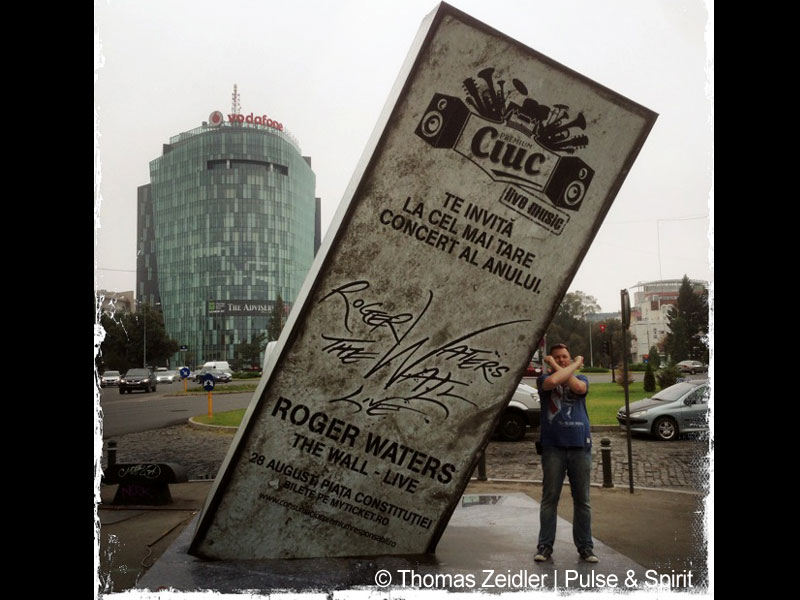 vodafone
THE ADVISERS
PREMIUM
Ciuc
live music
TE INVITĂ
LA CEL MAI TARE
CONCERT AL ANULUI.
ROGER WATERS
THE WALL
LIVE
ROGER WATERS
THE WALL - LIVE
28 AUGUST | PIAȚA CONSTITUȚIEI
BILETE PE MYTICKET.RO
© Thomas Zeidler | Pulse & Spirit